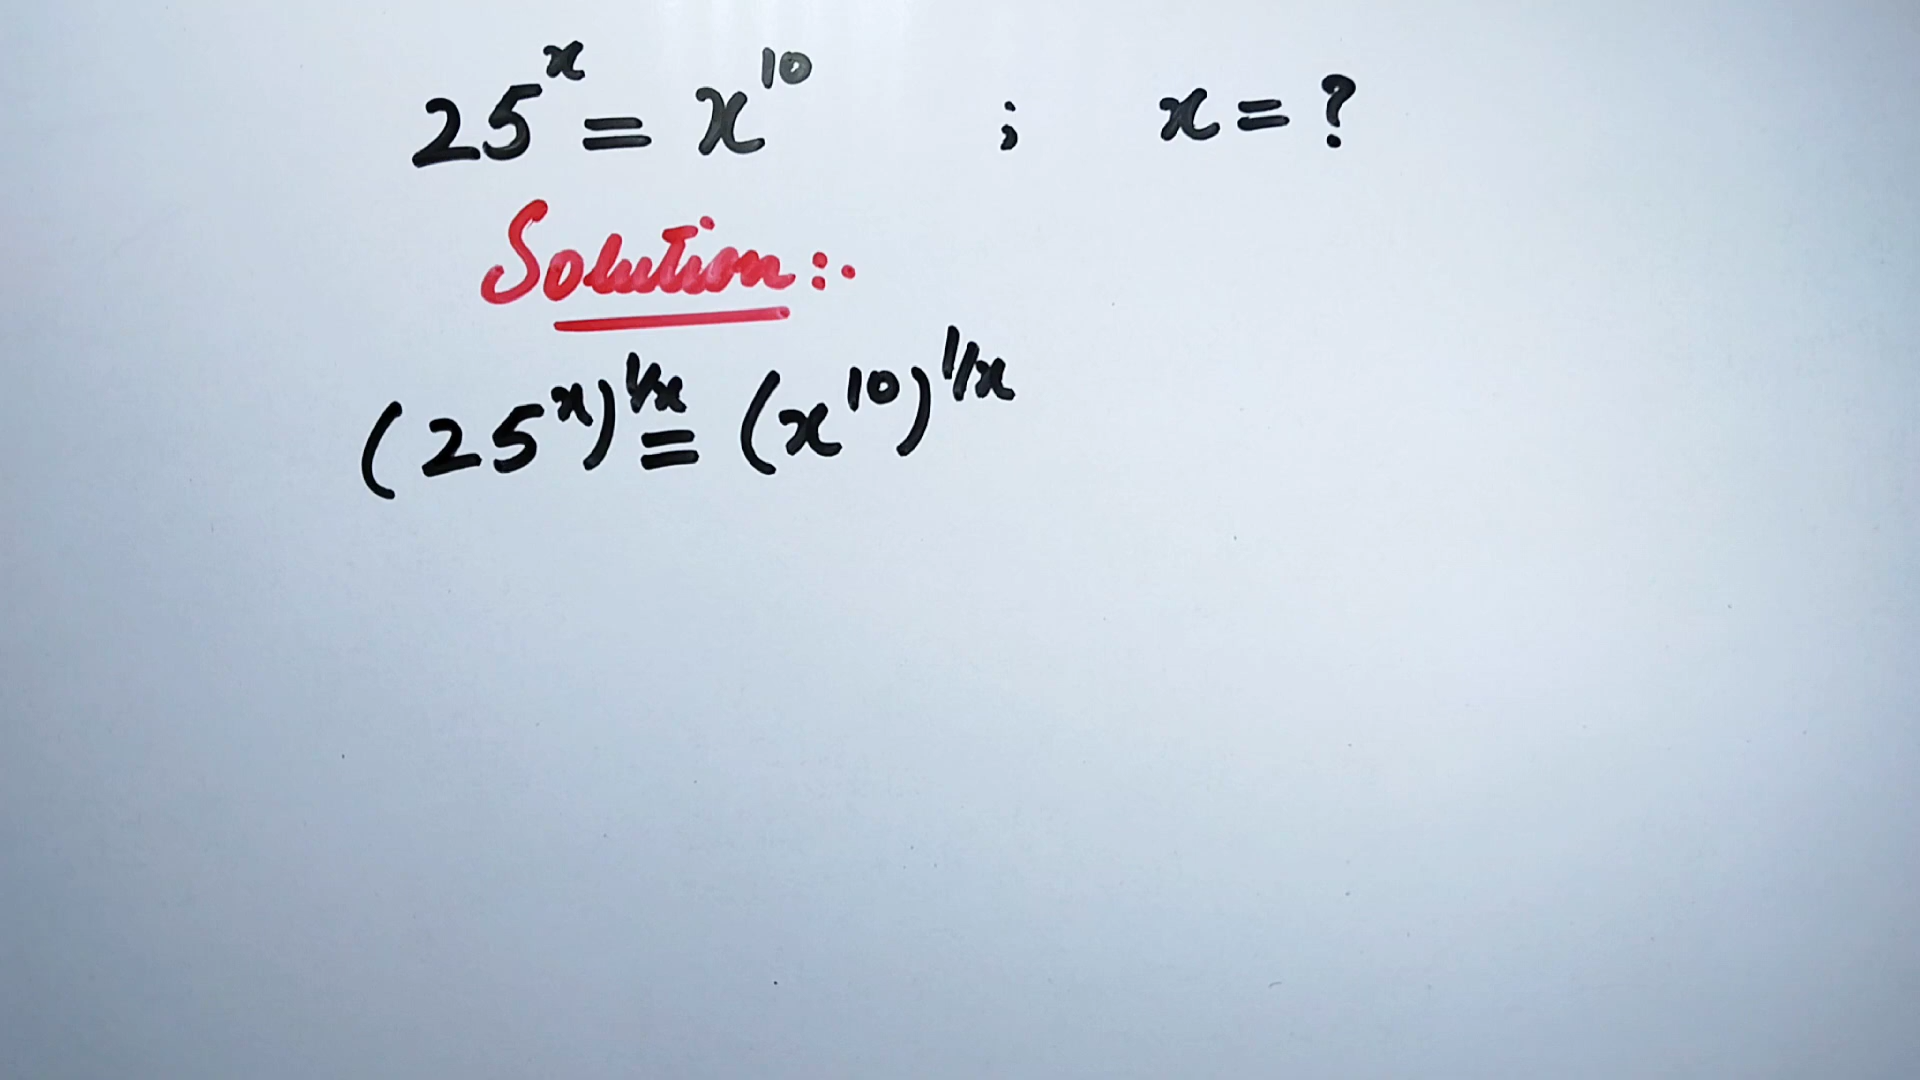 25^x = x^10 ; x = ?
Solution:.
(25^x)^1/x = (x^10)^1/x